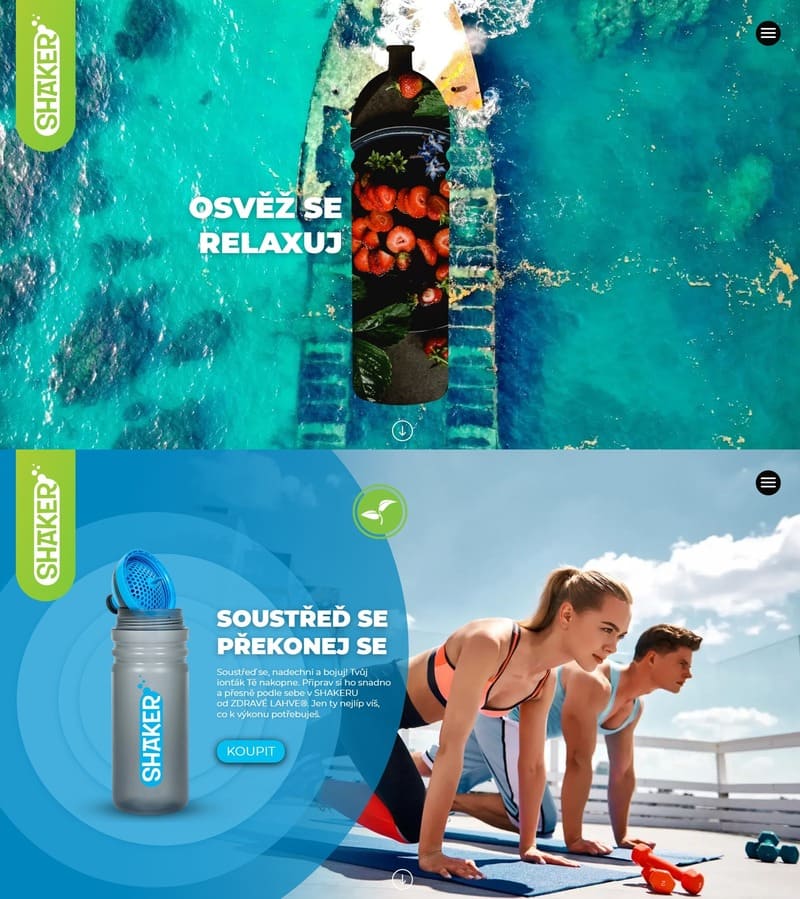 SHAKER
OSVĚŽ SE
RELAXUJ
SHAKER
SOUSTŘEĎ SE
PŘEKONEJ SE
Soustřeď se, nadechni a bojuj! Tvůj
ionťák Tě nakopne. Připrav si ho snadno
a přesně podle sebe v SHAKERU
od ZDRAVÉ LAHVE®. Jen ty nejlíp víš,
co k výkonu potřebuješ.
KOUPIT
SHAKER